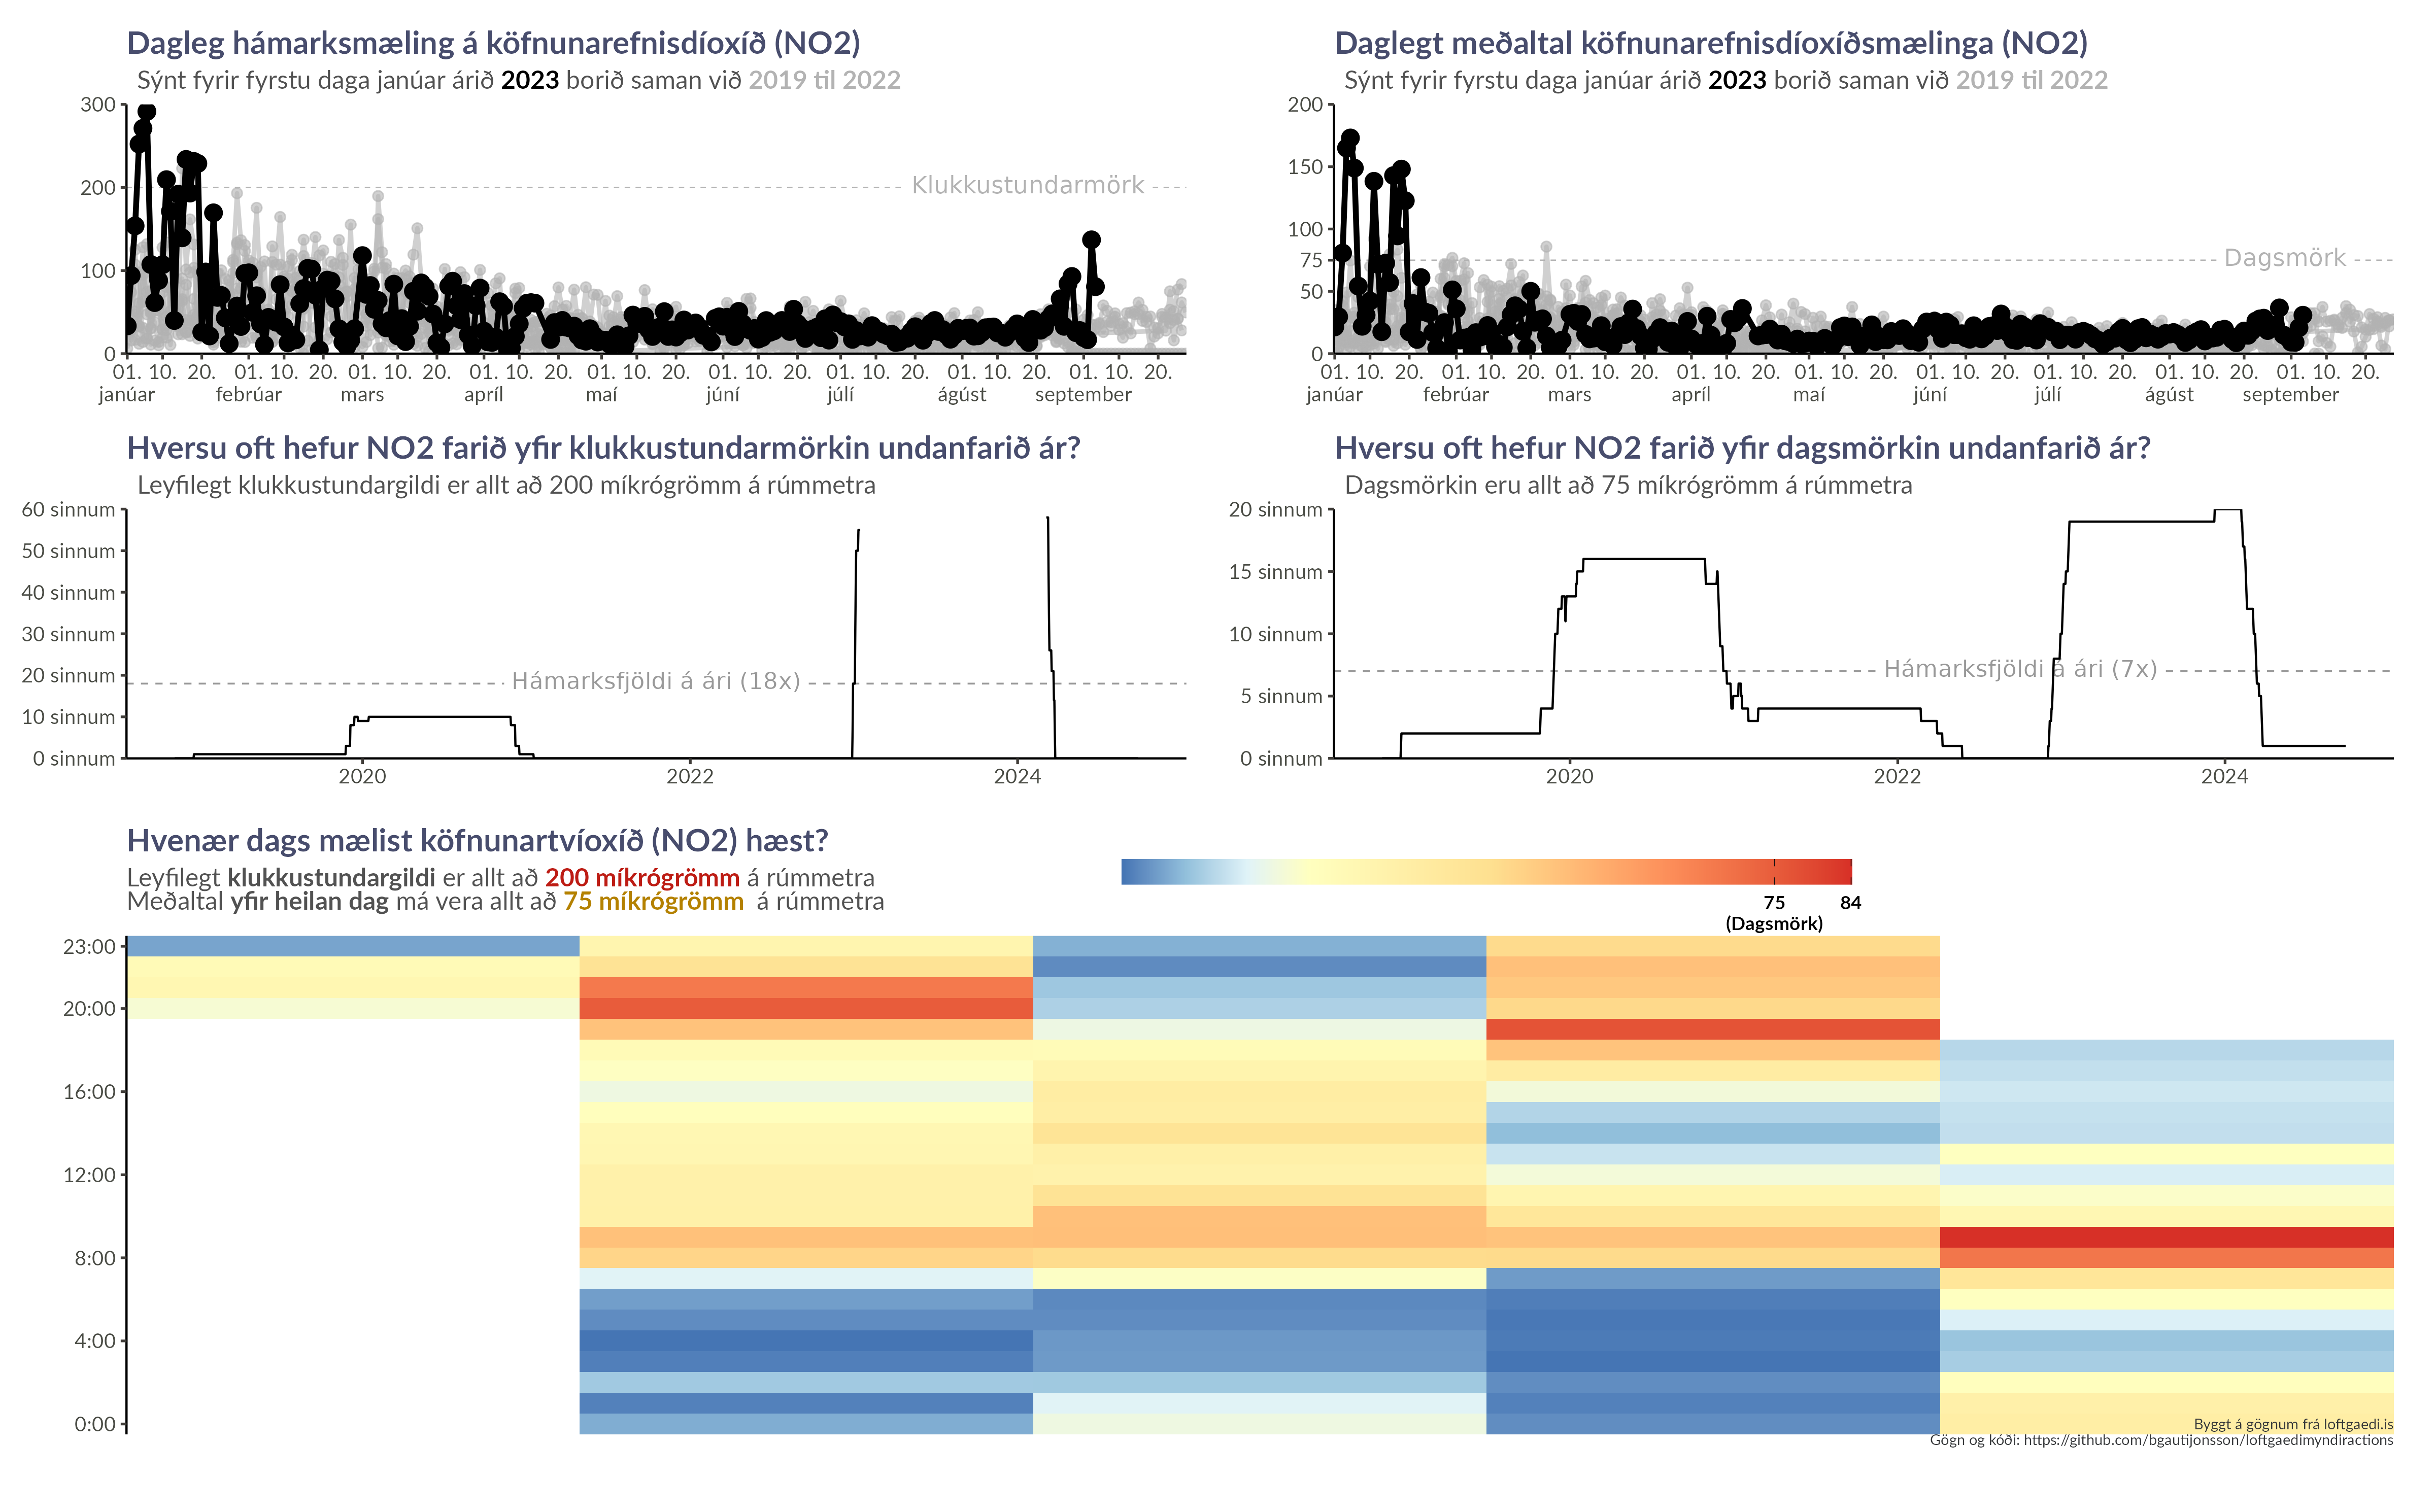 Dagleg hámarksmæling á köfnunarefnisdíoxíð (NO2)
Sýnt fyrir fyrstu daga janúar árið 2023 borið saman við 2019 til 2022
300
200
100
0
Klukkustundarmörk
01. 10. 20. 01. 10. 20. 01. 10. 20. 01. 10. 20. 01. 10. 20. 01. 10. 20. 01. 10. 20. 01. 10. 20. 01. 10. 20.
janúar febrúar mars apríl maí júní júlí ágúst september
Daglegt meðaltal köfnunarefnisdíoxíðsmælinga (NO2)
Sýnt fyrir fyrstu daga janúar árið 2023 borið saman við 2019 til 2022
200
150
100
75
50
0
Dagsmörk
01. 10. 20. 01. 10. 20. 01. 10. 20. 01. 10. 20. 01. 10. 20. 01. 10. 20. 01. 10. 20. 01. 10. 20. 01. 10. 20.
janúar febrúar mars apríl maí júní júlí ágúst september
Hversu oft hefur NO2 farið yfir klukkustundarmörkin undanfarið ár?
Leyfilegt klukkustundargildi er allt að 200 míkrógrömm á rúmmetra
60 sinnum
50 sinnum
40 sinnum
30 sinnum
20 sinnum
10 sinnum
0 sinnum
Hámarksfjöldi á ári (18x)
2020 2022 2024
Hversu oft hefur NO2 farið yfir dagsmörkin undanfarið ár?
Dagsmörkin eru allt að 75 míkrógrömm á rúmmetra
20 sinnum
15 sinnum
10 sinnum
5 sinnum
0 sinnum
Hámarksfjöldi á ári (7x)
2020 2022 2024
Hvenær dags mælist köfnunartvíoxíð (NO2) hæst?
Leyfilegt klukkustundargildi er allt að 200 míkrógrömm á rúmmetra
Meðaltal yfir heilan dag má vera allt að 75 míkrógrömm á rúmmetra
75 84
(Dagsmörk)
23:00
20:00
16:00
12:00
8:00
4:00
0:00
Byggt á gögnum frá loftgaedi.is
Gögn og kóði: https://github.com/bgautijonsson/loftgaedimyndiractions